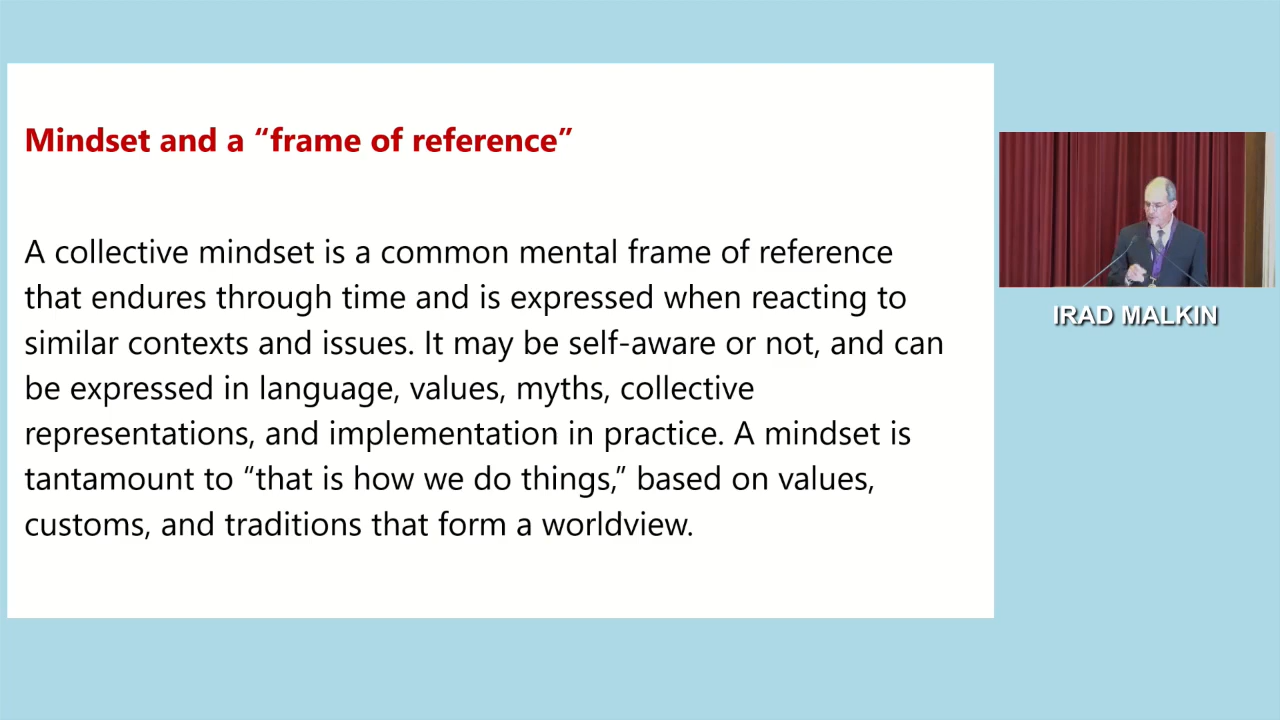 Mindset and a “frame of reference”
A collective mindset is a common mental frame of reference
that endures through time and is expressed when reacting to
similar contexts and issues. It may be self-aware or not, and can
be expressed in language, values, myths, collective
representations, and implementation in practice. A mindset is
tantamount to “that is how we do things,” based on values,
customs, and traditions that form a worldview.
IRAD MALKIN